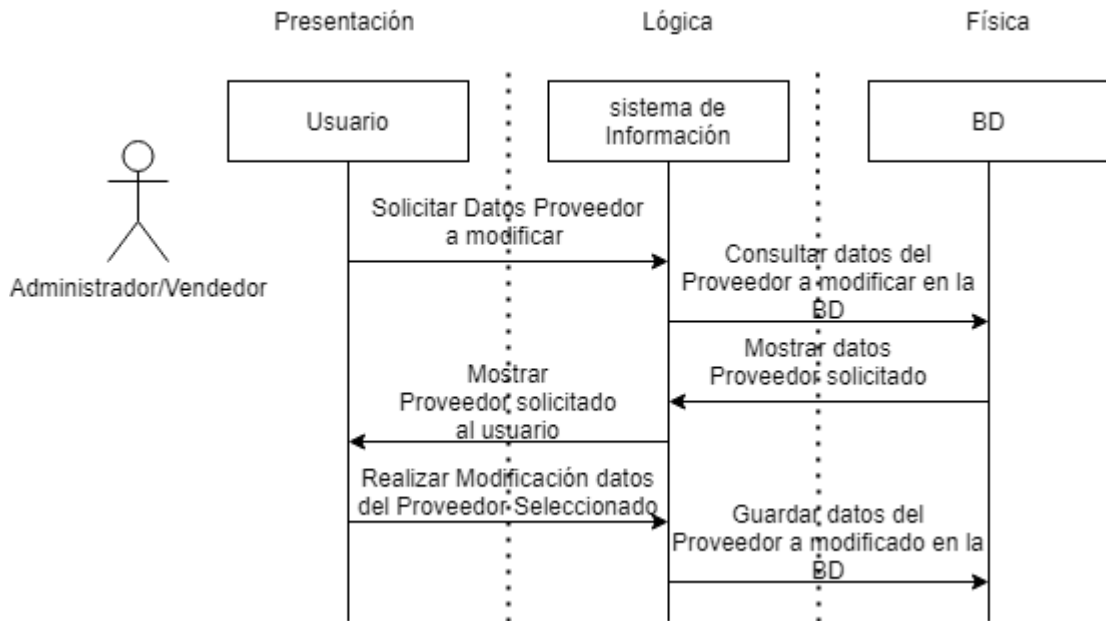 Presentación
Lógica
Física
Usuario
sistema de
Información
BD
Administrador/Vendedor
Solicitar Datos Proveedor
a modificar
Consultar datos del
Proveedor a modificar en la
BD
Mostrar datos
Proveedor solicitado
Mostrar
Proveedor solicitado
al usuario
Realizar Modificación datos
del Proveedor Seleccionado
Guardar datos del
Proveedor a modificado en la
BD